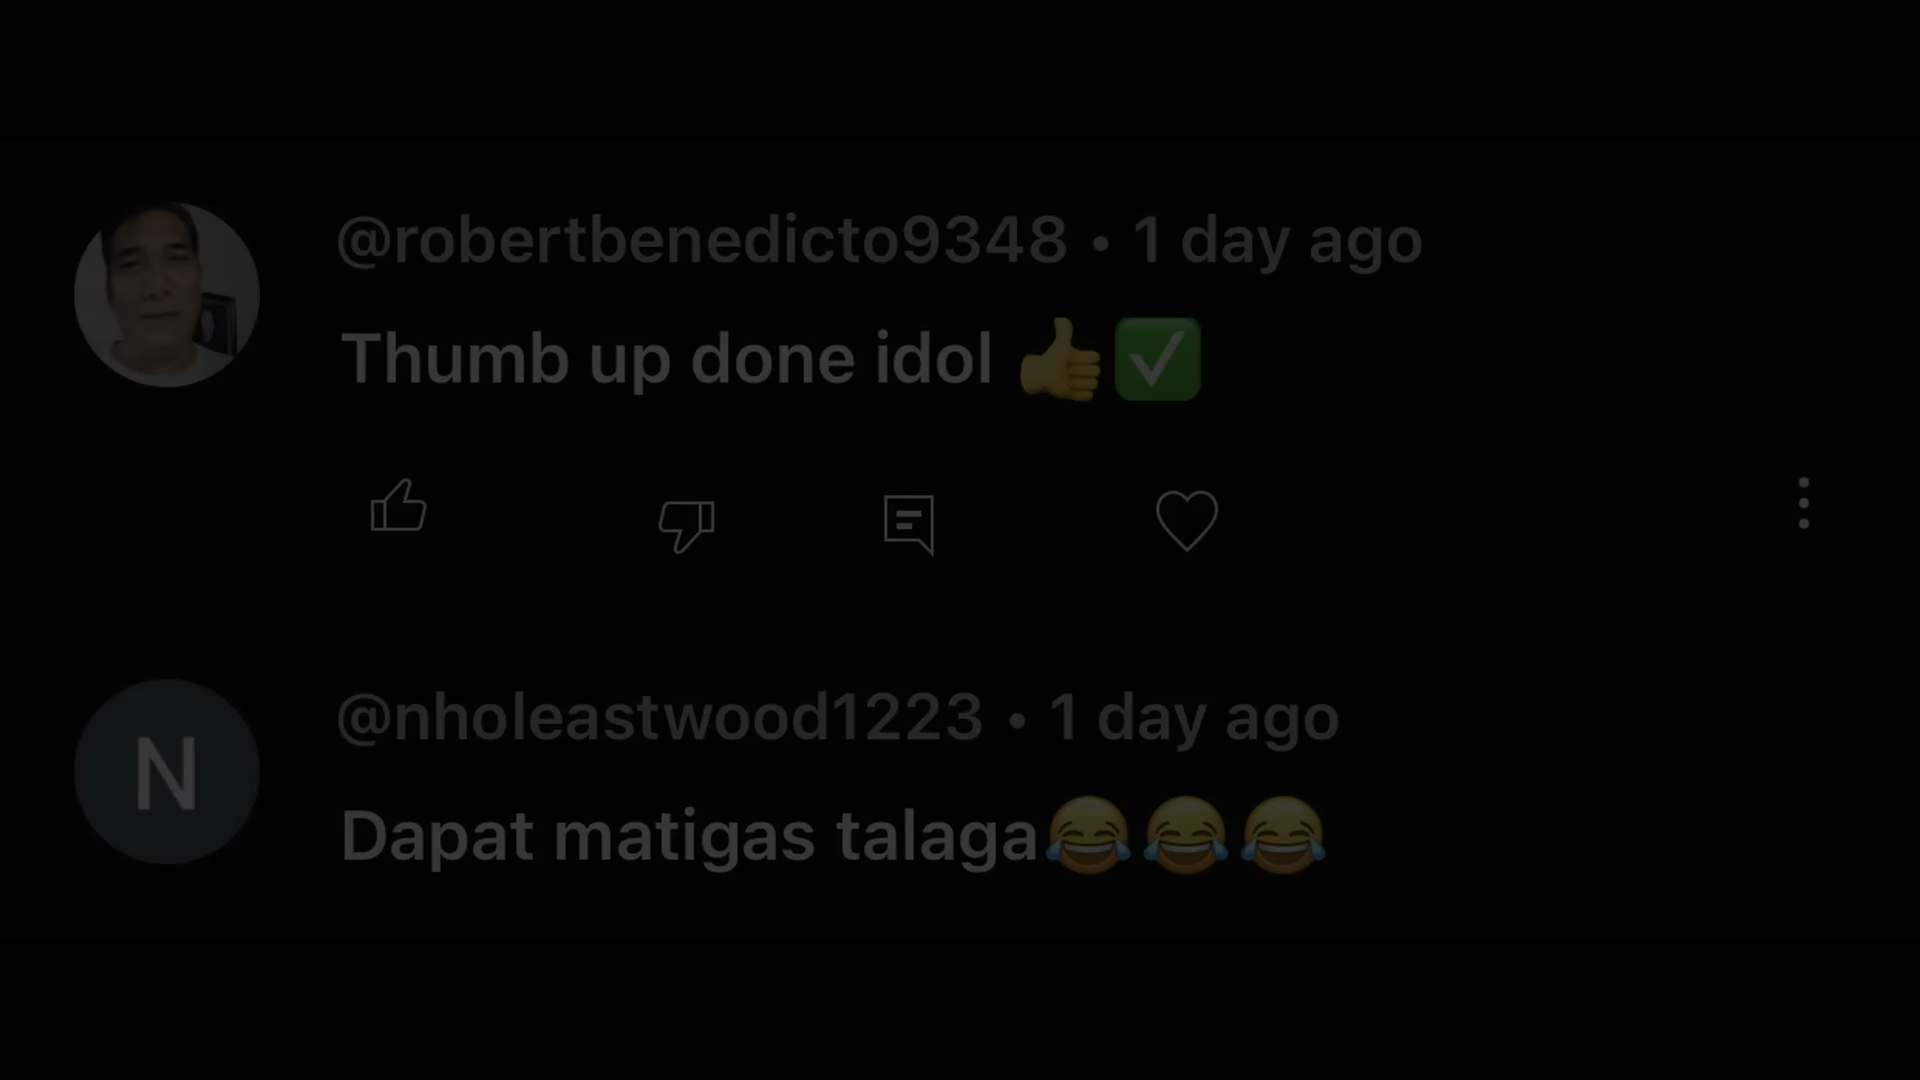 @robertbenedicto9348 • 1 day ago
Thumb up done idol 👍✅
N
@nholeastwood1223 • 1 day ago
Dapat matigas talaga😂😂😂